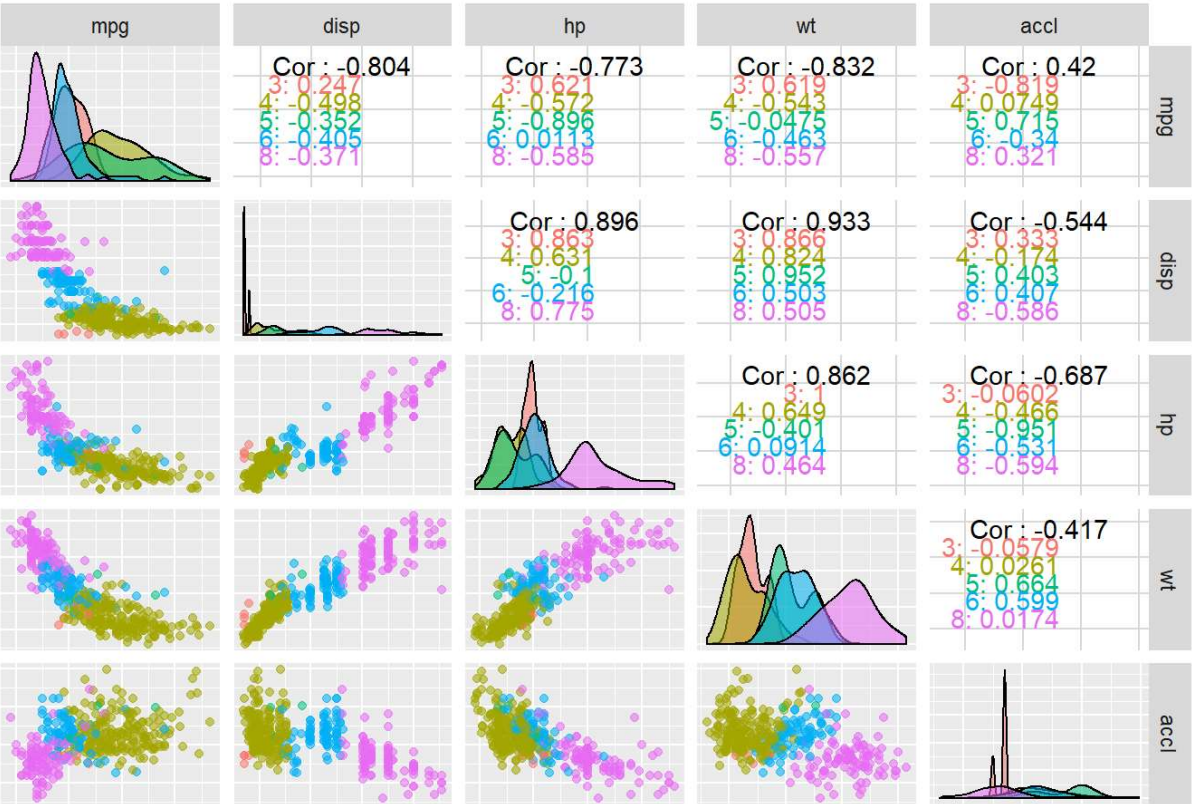 mpg disp hp wt accl
Cor : -0.804 Cor : -0.773 Cor : -0.832 Cor : 0.42
3: 0.247 3: 0.621 3: 0.619 3: -0.819
4: -0.498 4: -0.572 4: -0.543 4: 0.0749
5: -0.352 5: -0.896 5: -0.0475 5: 0.715
6: -0.405 6: 0.0113 6: -0.463 6: -0.34
8: -0.371 8: -0.585 8: -0.557 8: 0.321
mpg
Cor : 0.896 Cor : 0.933 Cor : -0.544
3: 0.863 3: 0.866 3: 0.333
4: 0.631 4: 0.824 4: -0.174
5: -0.1 5: 0.952 5: 0.403
6: -0.216 6: 0.503 6: 0.407
8: 0.775 8: 0.505 8: -0.586
disp
Cor : 0.862 Cor : -0.687
3: 1 3: -0.0602
4: 0.649 4: -0.466
5: -0.401 5: -0.951
6: 0.0914 6: -0.531
8: 0.464 8: -0.594
hp
Cor : -0.417
3: -0.0579
4: 0.0261
5: 0.664
6: 0.599
8: 0.0174
wt
accl